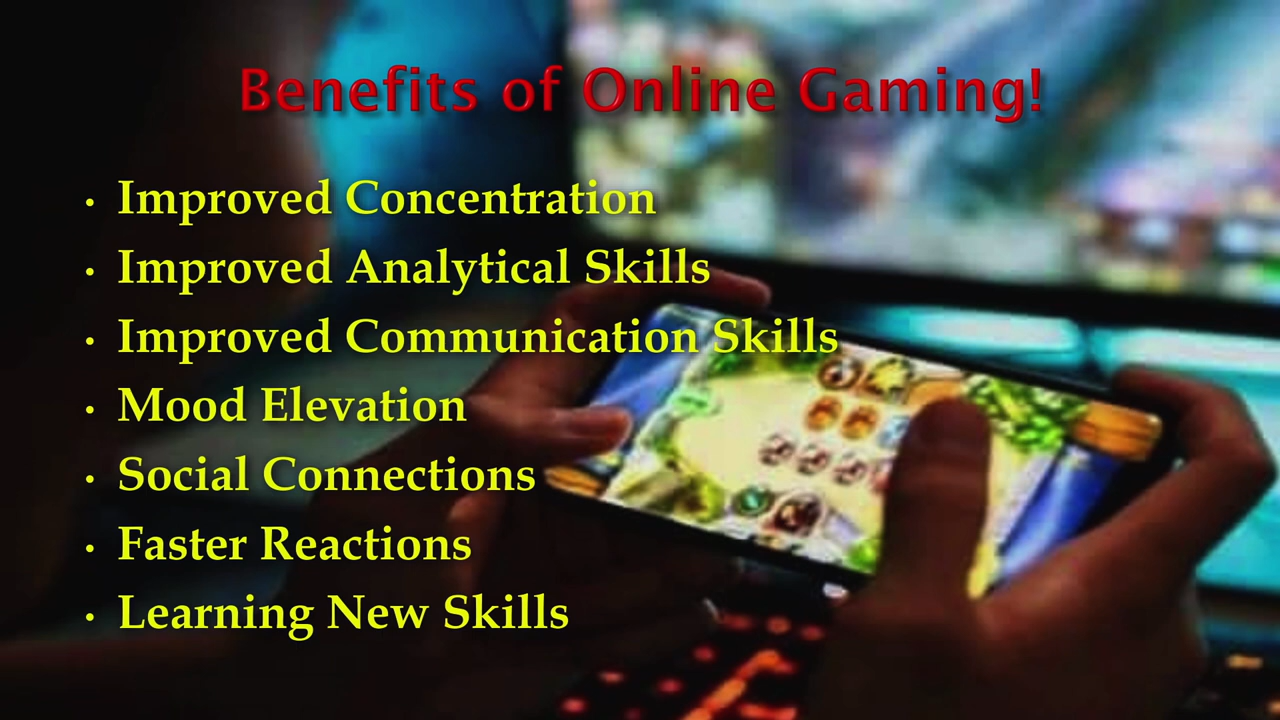 Benefits of Online Gaming!
• Improved Concentration
• Improved Analytical Skills
• Improved Communication Skills
• Mood Elevation
• Social Connections
• Faster Reactions
• Learning New Skills